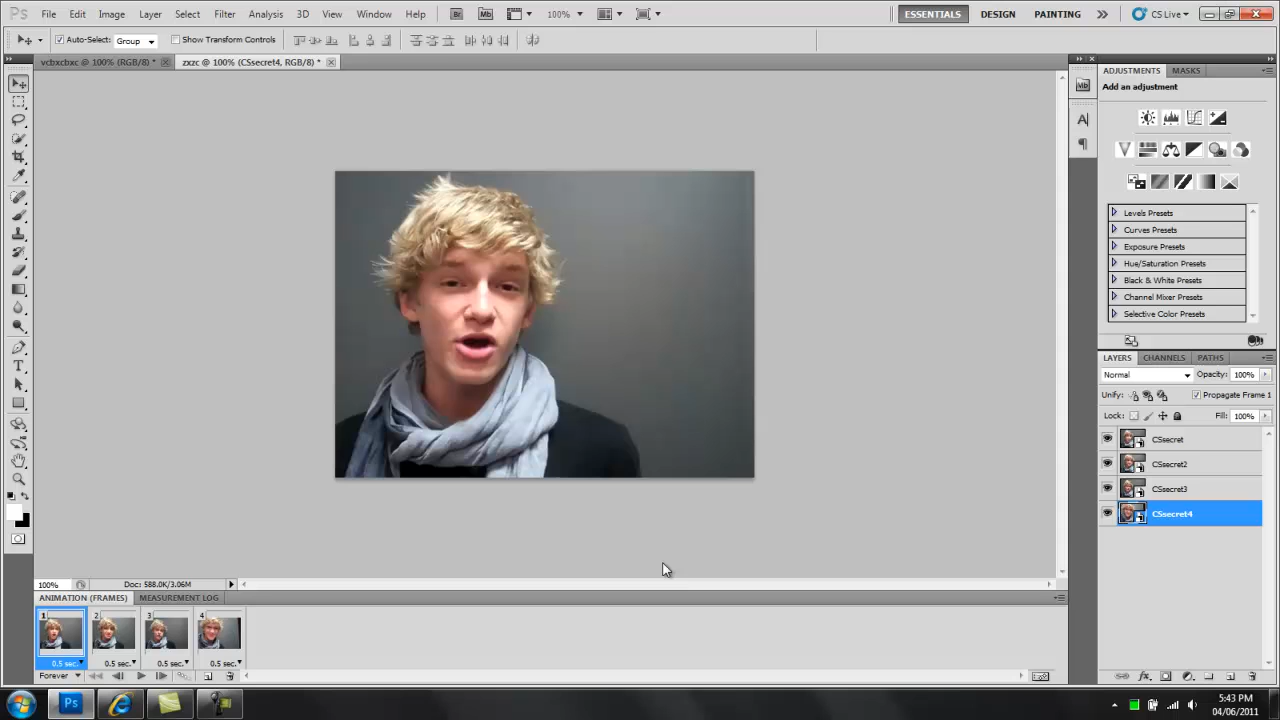 Ps File Edit Image Layer Select Filter Analysis 3D View Window Help Br Mb 100% ESSENTIALS DESIGN PAINTING CS Live
Auto-Select: Group Show Transform Controls
vcbxcbxc @ 100% (RGB/8) * zxzc @ 100% (CSsecret4, RGB/8) *
ADJUSTMENTS MASKS
Add an adjustment
Levels Presets
Curves Presets
Exposure Presets
Hue/Saturation Presets
Black & White Presets
Channel Mixer Presets
Selective Color Presets
LAYERS CHANNELS PATHS
Normal Opacity: 100%
Unify: Propagate Frame 1
Lock: Fill: 100%
CSsecret
CSsecret2
CSsecret3
CSsecret4
100% Doc: 588.0K/3.06M
ANIMATION (FRAMES) MEASUREMENT LOG
1 2 3 4
0.5 sec. 0.5 sec. 0.5 sec. 0.5 sec.
Forever
Ps
5:43 PM
04/06/2011